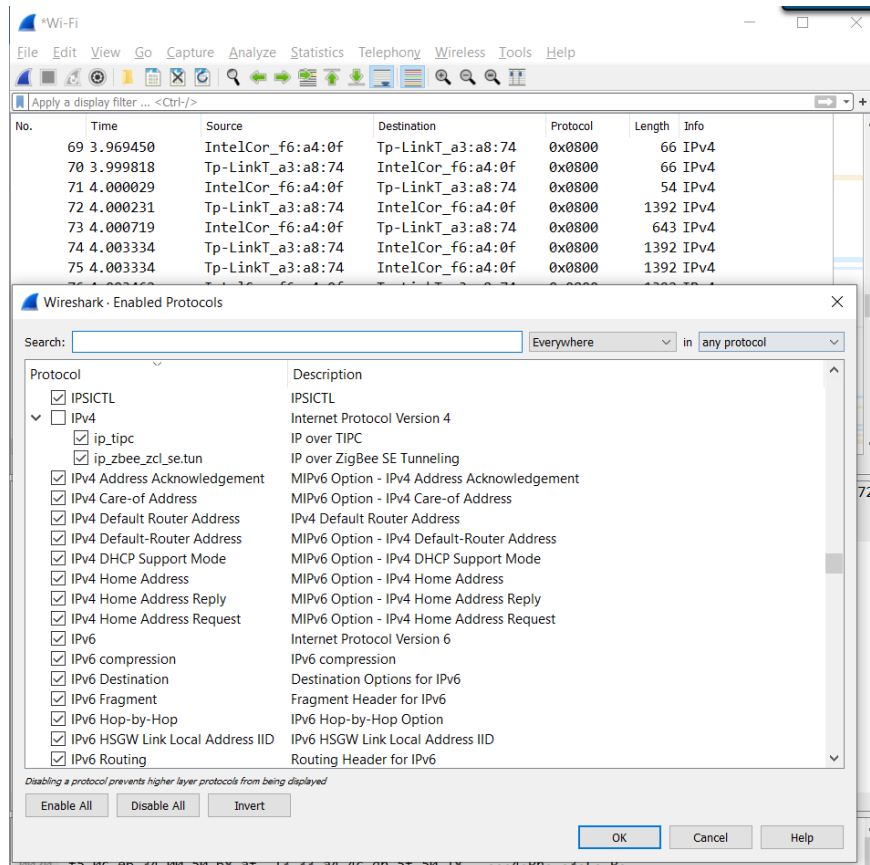 *Wi-Fi
File Edit View Go Capture Analyze Statistics Telephony Wireless Tools Help
Apply a display filter ... <Ctrl-/>
No. Time Source Destination Protocol Length Info
69 3.969450 IntelCor_f6:a4:0f Tp-LinkT_a3:a8:74 0x0800 66 IPv4
70 3.999818 Tp-LinkT_a3:a8:74 IntelCor_f6:a4:0f 0x0800 66 IPv4
71 4.000029 IntelCor_f6:a4:0f Tp-LinkT_a3:a8:74 0x0800 54 IPv4
72 4.000231 Tp-LinkT_a3:a8:74 IntelCor_f6:a4:0f 0x0800 1392 IPv4
73 4.000719 IntelCor_f6:a4:0f Tp-LinkT_a3:a8:74 0x0800 643 IPv4
74 4.003334 Tp-LinkT_a3:a8:74 IntelCor_f6:a4:0f 0x0800 1392 IPv4
75 4.003334 Tp-LinkT_a3:a8:74 IntelCor_f6:a4:0f 0x0800 1392 IPv4
Wireshark · Enabled Protocols
Search: Everywhere in any protocol
Protocol Description
IPSICTL IPSICTL
IPv4 Internet Protocol Version 4
ip_tipc IP over TIPC
ip_zbee_zcl_se.tun IP over ZigBee SE Tunneling
IPv4 Address Acknowledgement MIPv6 Option - IPv4 Address Acknowledgement
IPv4 Care-of Address MIPv6 Option - IPv4 Care-of Address
IPv4 Default Router Address IPv4 Default Router Address
IPv4 Default-Router Address MIPv6 Option - IPv4 Default-Router Address
IPv4 DHCP Support Mode MIPv6 Option - IPv4 DHCP Support Mode
IPv4 Home Address MIPv6 Option - IPv4 Home Address
IPv4 Home Address Reply MIPv6 Option - IPv4 Home Address Reply
IPv4 Home Address Request MIPv6 Option - IPv4 Home Address Request
IPv6 Internet Protocol Version 6
IPv6 compression IPv6 compression
IPv6 Destination Destination Options for IPv6
IPv6 Fragment Fragment Header for IPv6
IPv6 Hop-by-Hop IPv6 Hop-by-Hop Option
IPv6 HSGW Link Local Address IID IPv6 HSGW Link Local Address IID
IPv6 Routing Routing Header for IPv6
Disabling a protocol prevents higher layer protocols from being displayed
Enable All Disable All Invert
OK Cancel Help